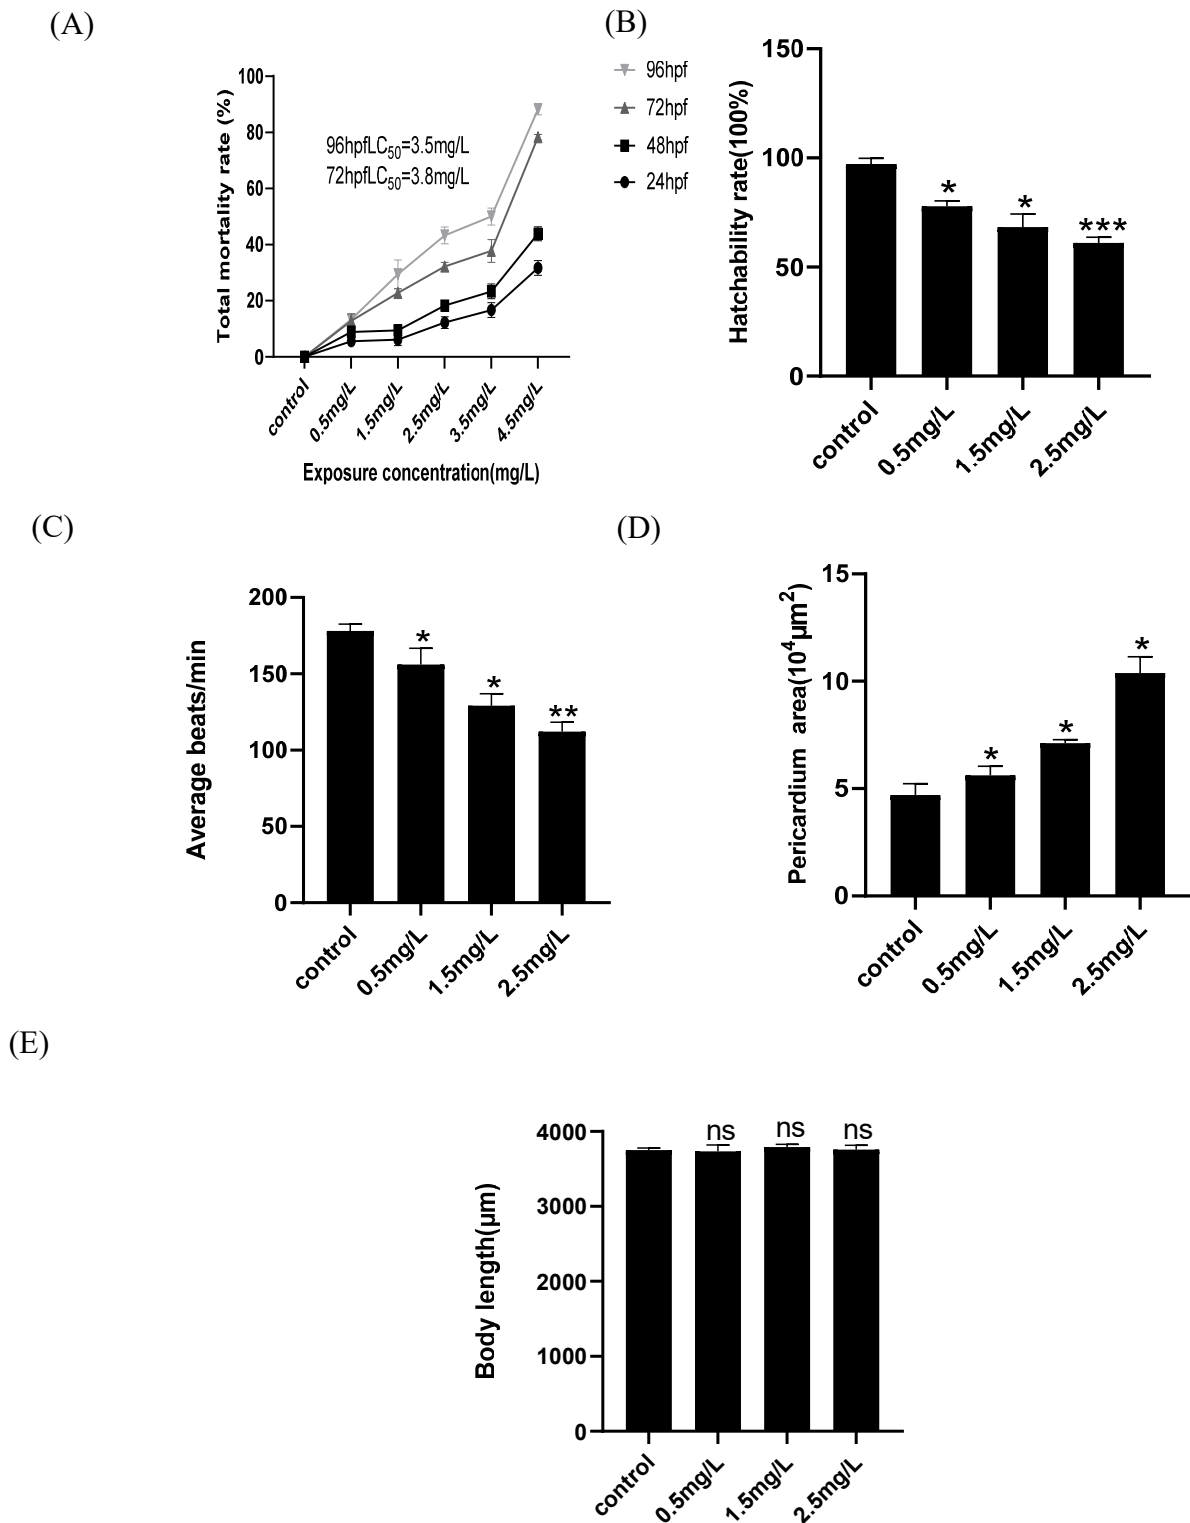 (A)
100
80
60
40
20
0
Total mortality rate (%)
96hpfLC50=3.5mg/L
72hpfLC50=3.8mg/L
control
0.5mg/L
1.5mg/L
2.5mg/L
3.5mg/L
4.5mg/L
Exposure concentration(mg/L)
96hpf
72hpf
48hpf
24hpf
(B)
150
100
50
0
Hatchability rate(100%)
*
*
***
control
0.5mg/L
1.5mg/L
2.5mg/L
(C)
200
150
100
50
0
Average beats/min
*
*
**
control
0.5mg/L
1.5mg/L
2.5mg/L
(D)
15
10
5
0
Pericardium area(10⁴µm²)
*
*
*
control
0.5mg/L
1.5mg/L
2.5mg/L
(E)
4000
3000
2000
1000
0
Body length(µm)
ns
ns
ns
control
0.5mg/L
1.5mg/L
2.5mg/L